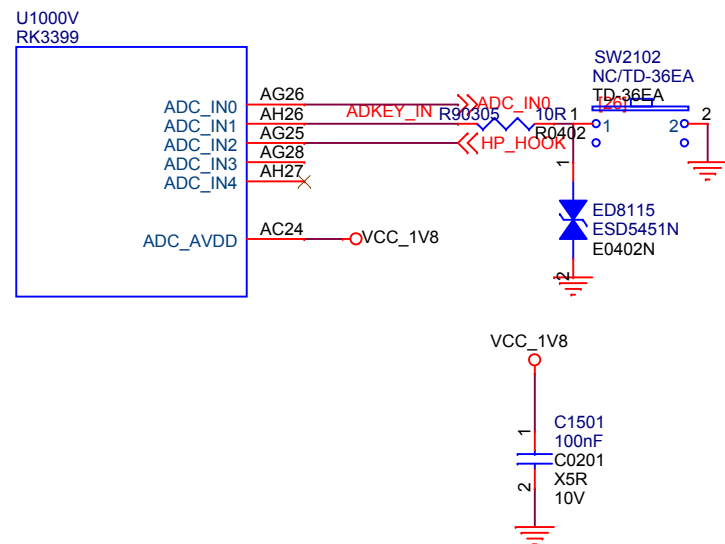 U1000V
RK3399
ADC_IN0
AG26
ADC_IN0
[26]
ADC_IN1
AH26
ADKEY_IN
R90305
10R
R0402
ADC_IN2
AG25
HP_HOOK
ADC_IN3
AG28
ADC_IN4
AH27
ADC_AVDD
AC24
VCC_1V8
SW2102
NC/TD-36EA
TD-36EA
1
1
2
2
1
ED8115
ESD5451N
E0402N
2
VCC_1V8
1
C1501
100nF
C0201
X5R
10V
2